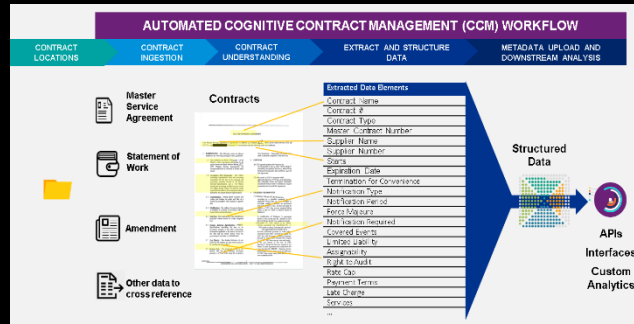 AUTOMATED COGNITIVE CONTRACT MANAGEMENT (CCM) WORKFLOW
CONTRACT
LOCATIONS
CONTRACT
INGESTION
CONTRACT
UNDERSTANDING
EXTRACT AND STRUCTURE
DATA
METADATA UPLOAD AND
DOWNSTREAM ANALYSIS
Master
Service
Agreement
Statement of
Work
Amendment
Other data to
cross reference
Contracts
Extracted Data Elements
Contract Name
Contract #
Contract Type
Master Contract Number
Supplier Name
Supplier Number
Starts
Expiration Date
Termination for Convenience
Notification Type
Notification Period
Force Majeure
Notification Required
Covered Events
Limited Liability
Assignability
Right to Audit
Rate Cap
Payment Terms
Late Charge
Services
...
Structured
Data
APIs
Interfaces
Custom
Analytics